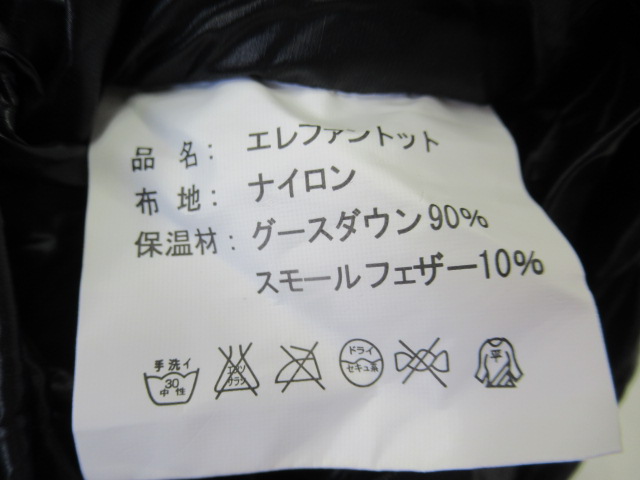 品 名： エレファントット
布 地： ナイロン
保温材： グースダウン90%
スモールフェザー10%
手洗イ 30 中性
エンソサラシ
ドライ セキユ系
平